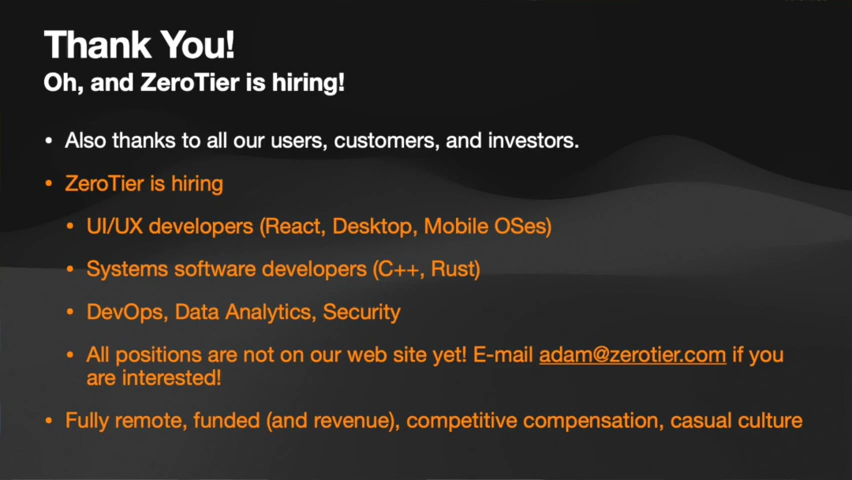 Thank You!
Oh, and ZeroTier is hiring!
• Also thanks to all our users, customers, and investors.
• ZeroTier is hiring
• UI/UX developers (React, Desktop, Mobile OSes)
• Systems software developers (C++, Rust)
• DevOps, Data Analytics, Security
• All positions are not on our web site yet! E-mail adam@zerotier.com if you
are interested!
• Fully remote, funded (and revenue), competitive compensation, casual culture